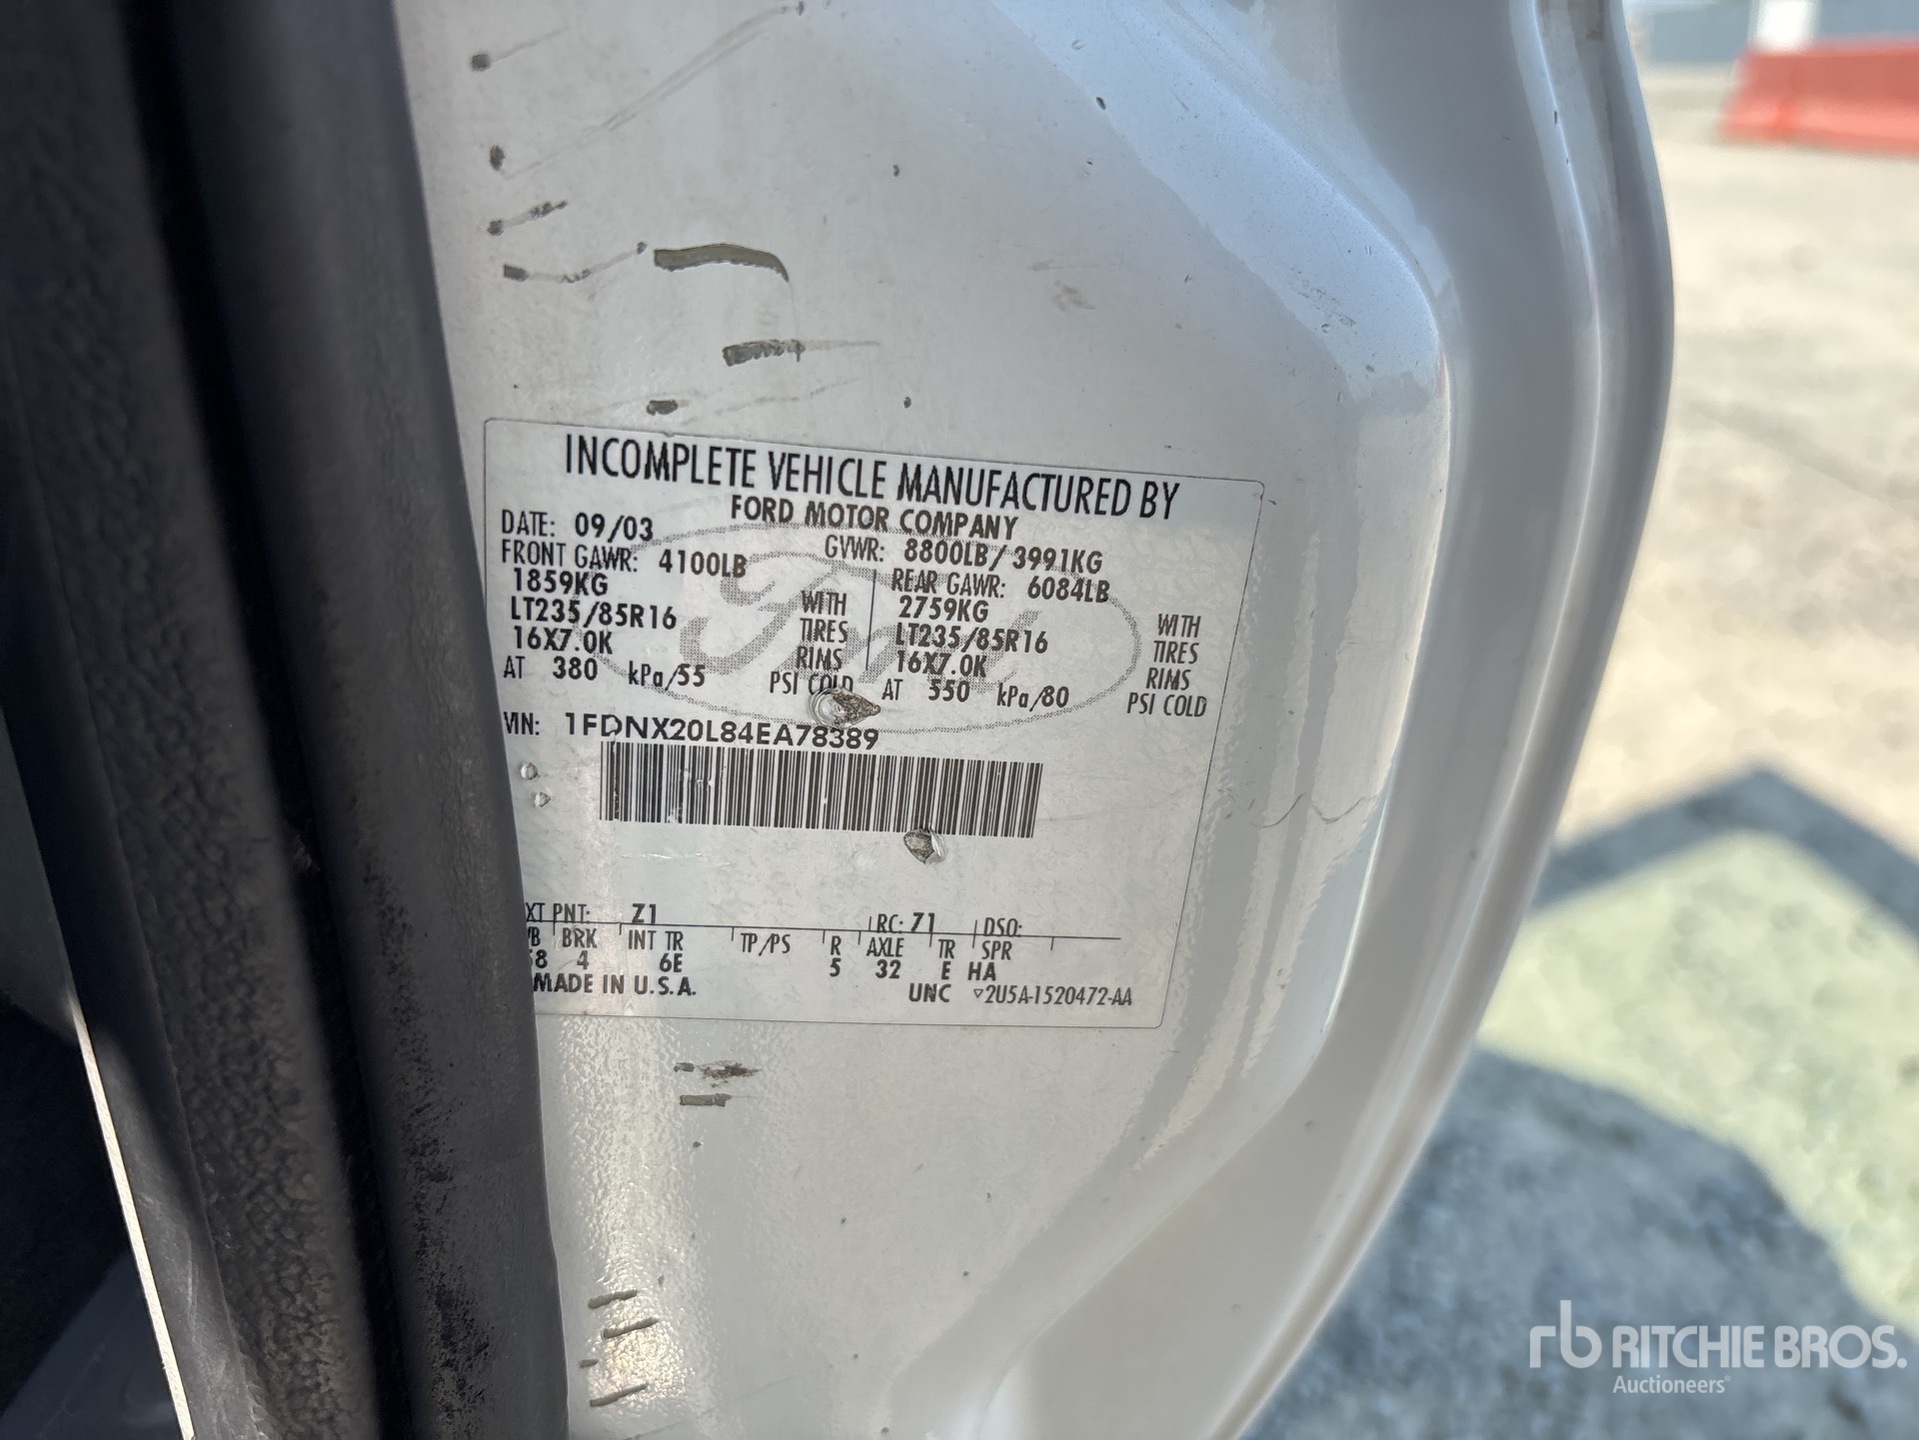 INCOMPLETE VEHICLE MANUFACTURED BY
FORD MOTOR COMPANY
DATE: 09/03
GVWR: 8800LB/3991KG
FRONT GAWR: 4100LB
REAR GAWR: 6084LB
1859KG
2759KG
LT235/85R16 WITH TIRES
LT235/85R16 WITH TIRES
16X7.0K RIMS
16X7.0K RIMS
AT 380 kPa/55 PSI COLD
AT 550 kPa/80 PSI COLD
Ford
VIN: 1FDNX20L84EA78389
XT PNT: Z1 RC: 71 DSO:
B BRK INT TR TP/PS R AXLE TR SPR
8 4 6E 5 32 E HA
MADE IN U.S.A.
UNC ▽2U5A-1520472-AA
rb RITCHIE BROS.
Auctioneers